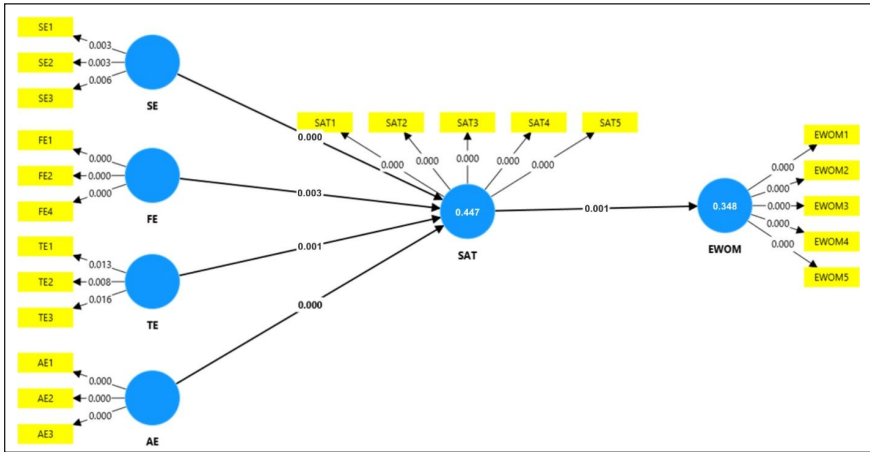 SE1
0.003
SE2
0.003
0.006
SE3
SE
FE1
0.000
FE2
0.000
0.000
FE4
FE
TE1
0.013
TE2
0.008
0.016
TE3
TE
AE1
0.000
AE2
0.000
0.000
AE3
AE
0.000
0.003
0.001
0.000
SAT1
SAT2
SAT3
SAT4
SAT5
0.000
0.000
0.000
0.000
0.000
0.447
SAT
0.001
0.348
EWOM
0.000
0.000
0.000
0.000
0.000
EWOM1
EWOM2
EWOM3
EWOM4
EWOM5